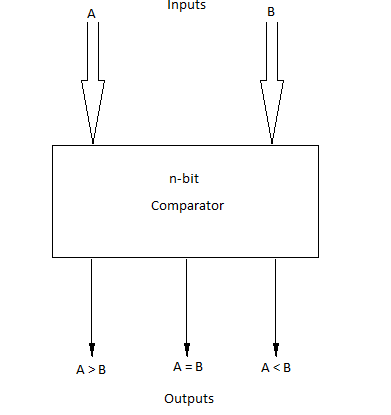 Inputs
A B
n-bit
Comparator
A > B A = B A < B
Outputs